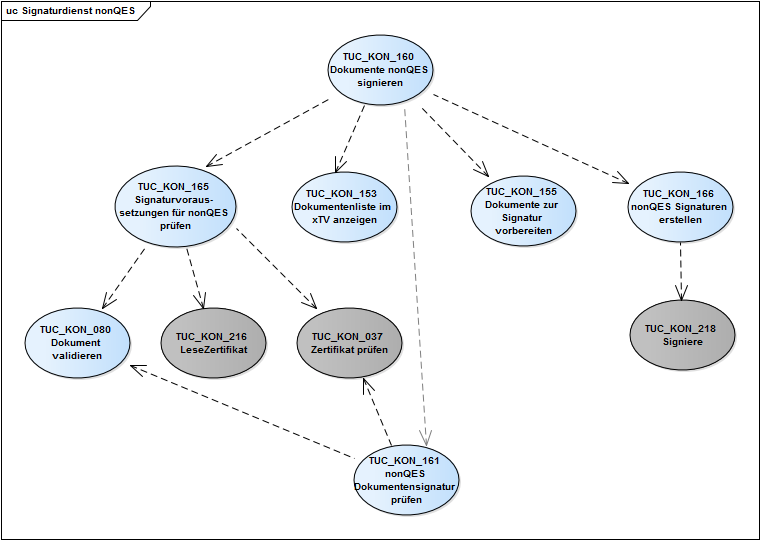 uc Signaturdienst nonQES
TUC_KON_160
Dokumente nonQES
signieren
TUC_KON_165
Signaturvoraus-
setzungen für nonQES
prüfen
TUC_KON_153
Dokumentenliste im
xTV anzeigen
TUC_KON_155
Dokumente zur
Signatur
vorbereiten
TUC_KON_166
nonQES Signaturen
erstellen
TUC_KON_080
Dokument
validieren
TUC_KON_216
LeseZertifikat
TUC_KON_037
Zertifikat prüfen
TUC_KON_218
Signiere
TUC_KON_161
nonQES
Dokumentensignatur
prüfen